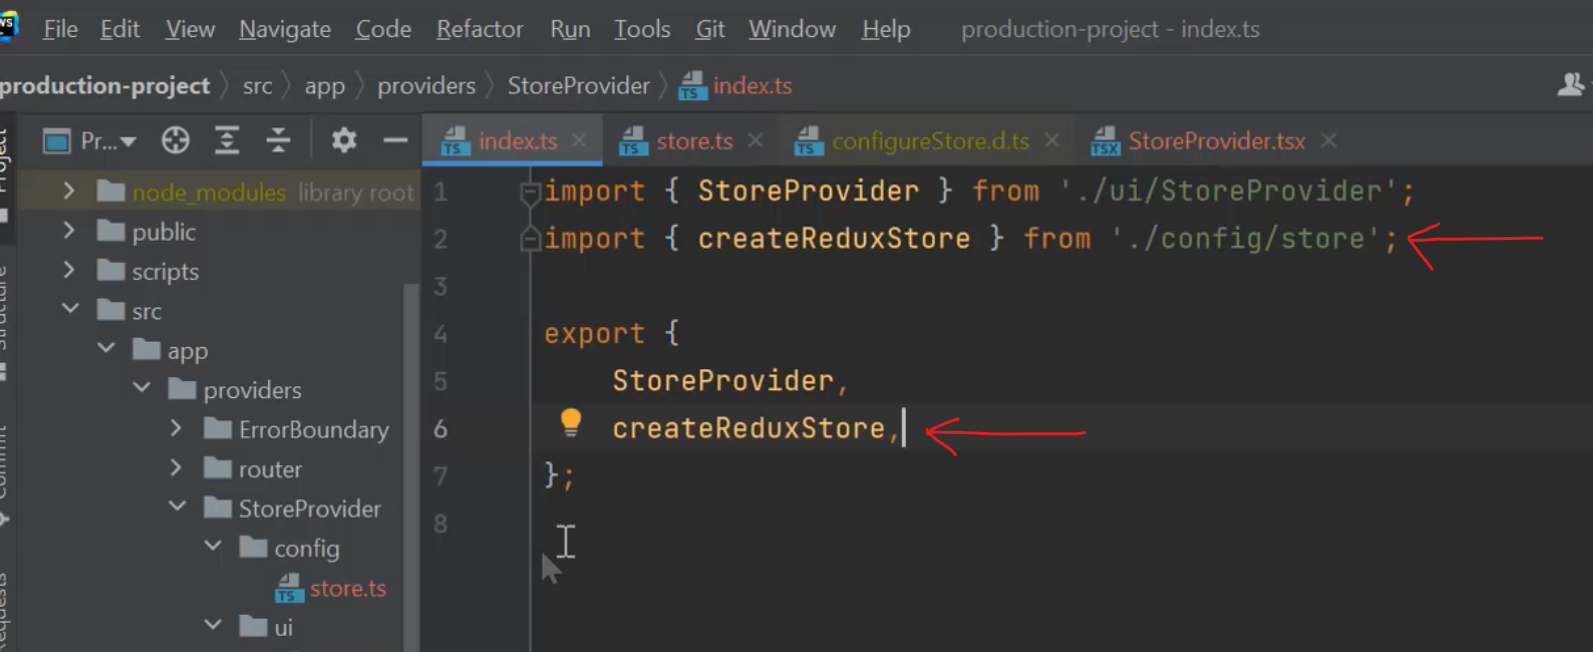 WS
File Edit View Navigate Code Refactor Run Tools Git Window Help production-project - index.ts
production-project src app providers StoreProvider index.ts
Project
Pr...
index.ts store.ts configureStore.d.ts StoreProvider.tsx
node_modules library root
public
scripts
src
app
providers
ErrorBoundary
router
StoreProvider
config
store.ts
ui
Structure
Commit
1 import { StoreProvider } from './ui/StoreProvider';
2 import { createReduxStore } from './config/store';
3
4 export {
5 StoreProvider,
6 createReduxStore,
7 };
8